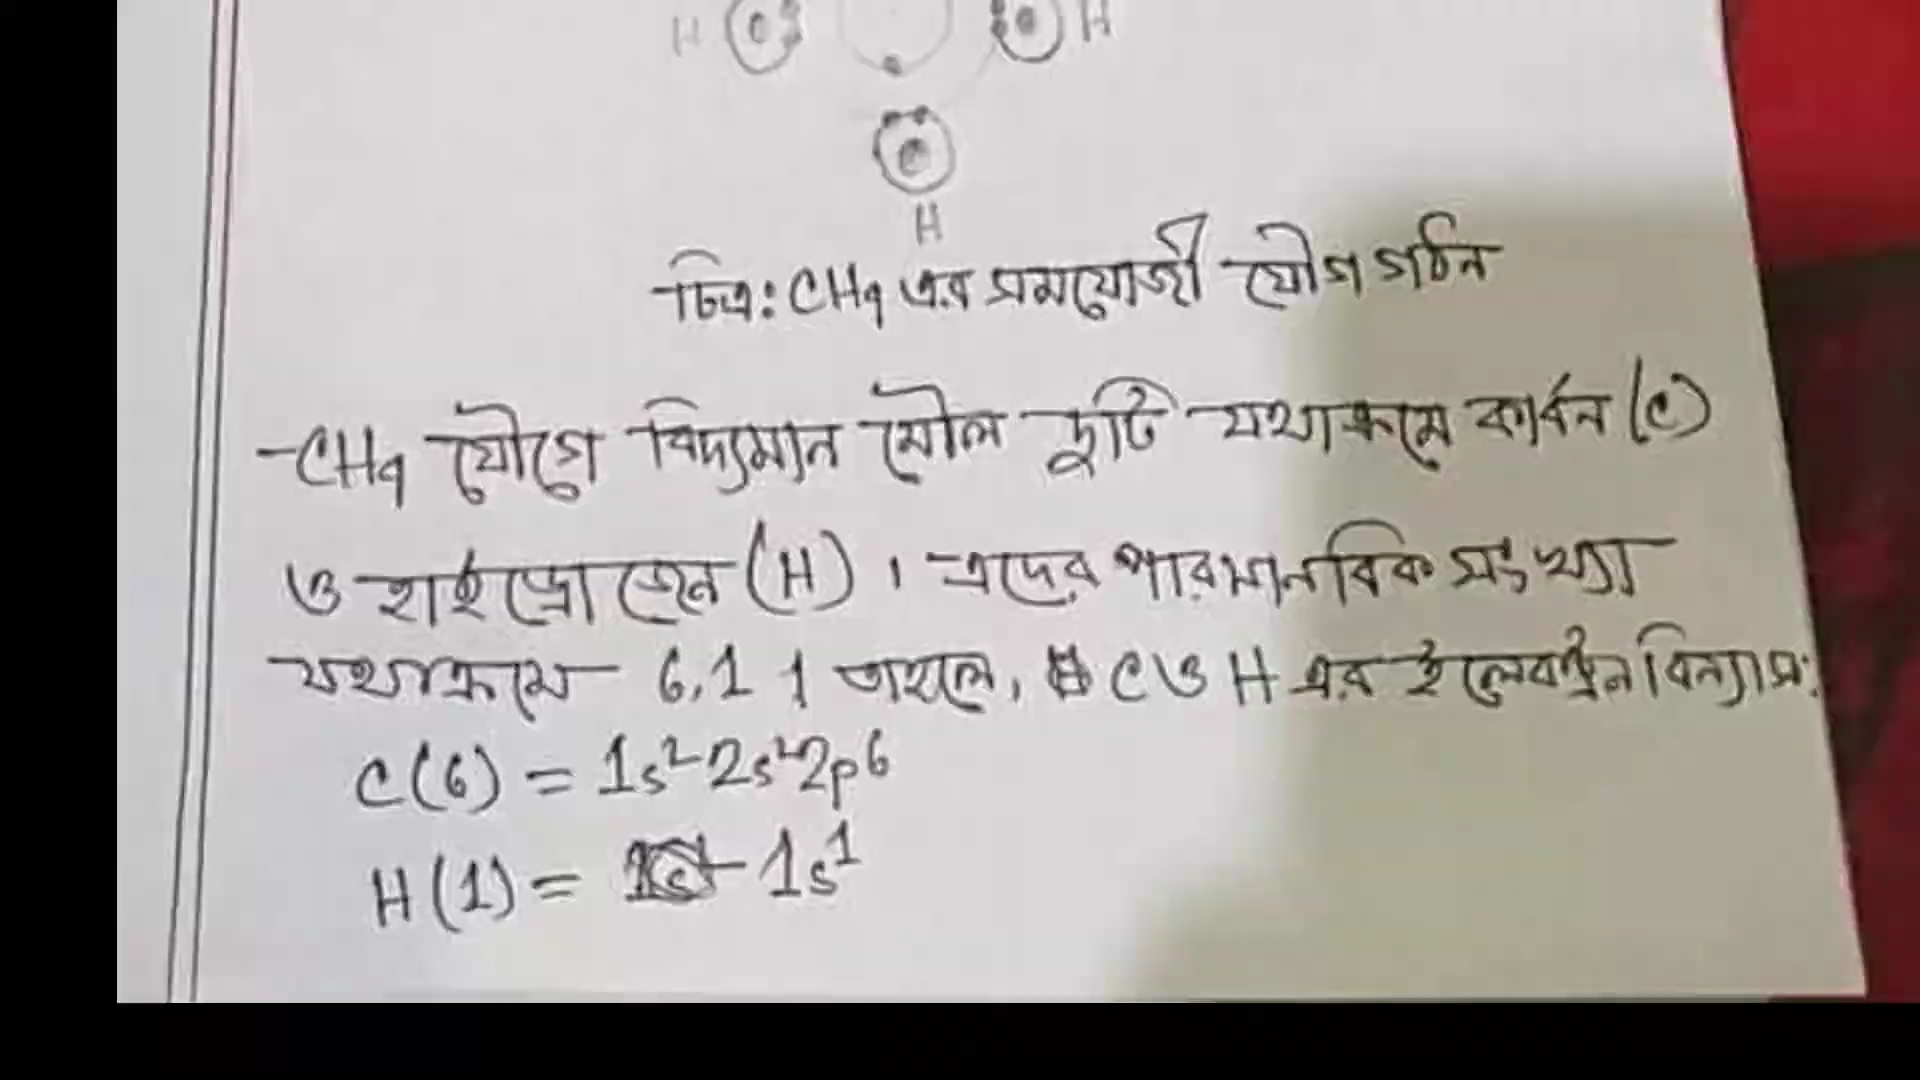 H H
H
চিত্র: CH4 এর সমযোজী যৌগ গঠন
-CH4 যৌগে বিদ্যমান মৌল দুটি যথাক্রমে কার্বন (C)
ও হাইড্রোজেন (H) । এদের পারমানবিক সংখ্যা
যথাক্রমে 6,1 । তাহলে, C ও H এর ইলেকট্রন বিন্যাস:
C(6) = 1s² 2s² 2p⁶
H(1) = 1s¹